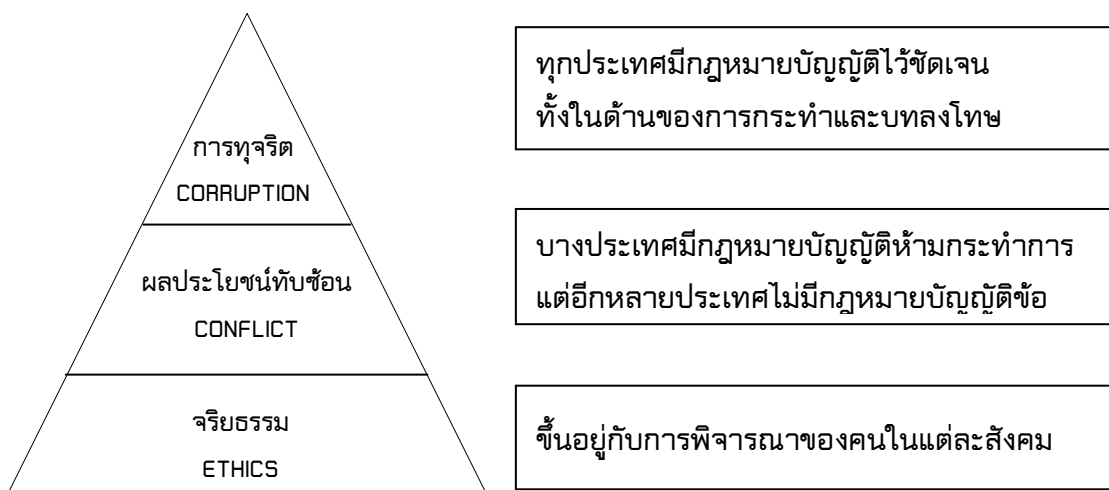 ทุกประเทศมีกฎหมายบัญญัติไว้ชัดเจน
ทั้งในด้านของการกระทำและบทลงโทษ
การทุจริต
CORRUPTION
บางประเทศมีกฎหมายบัญญัติห้ามกระทำการ
แต่อีกหลายประเทศไม่มีกฎหมายบัญญัติข้อ
ผลประโยชน์ทับซ้อน
CONFLICT
จริยธรรม
ETHICS
ขึ้นอยู่กับการพิจารณาของคนในแต่ละสังคม